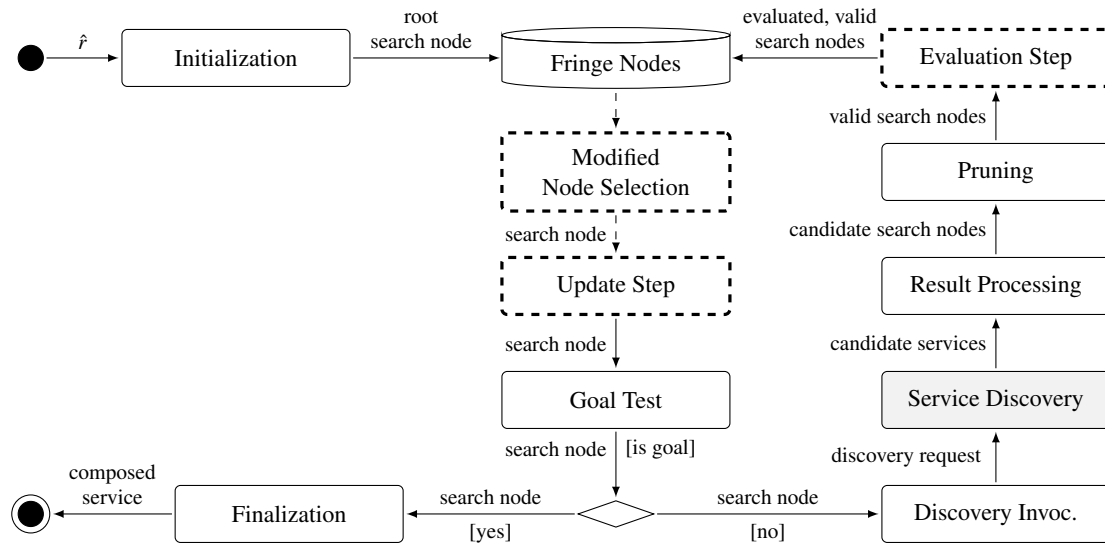 r̂
Initialization
root
search node
Fringe Nodes
evaluated, valid
search nodes
Evaluation Step
valid search nodes
Modified
Node Selection
Pruning
search node
candidate search nodes
Update Step
Result Processing
search node
candidate services
Goal Test
Service Discovery
search node
[is goal]
discovery request
composed
service
Finalization
search node
[yes]
search node
[no]
Discovery Invoc.